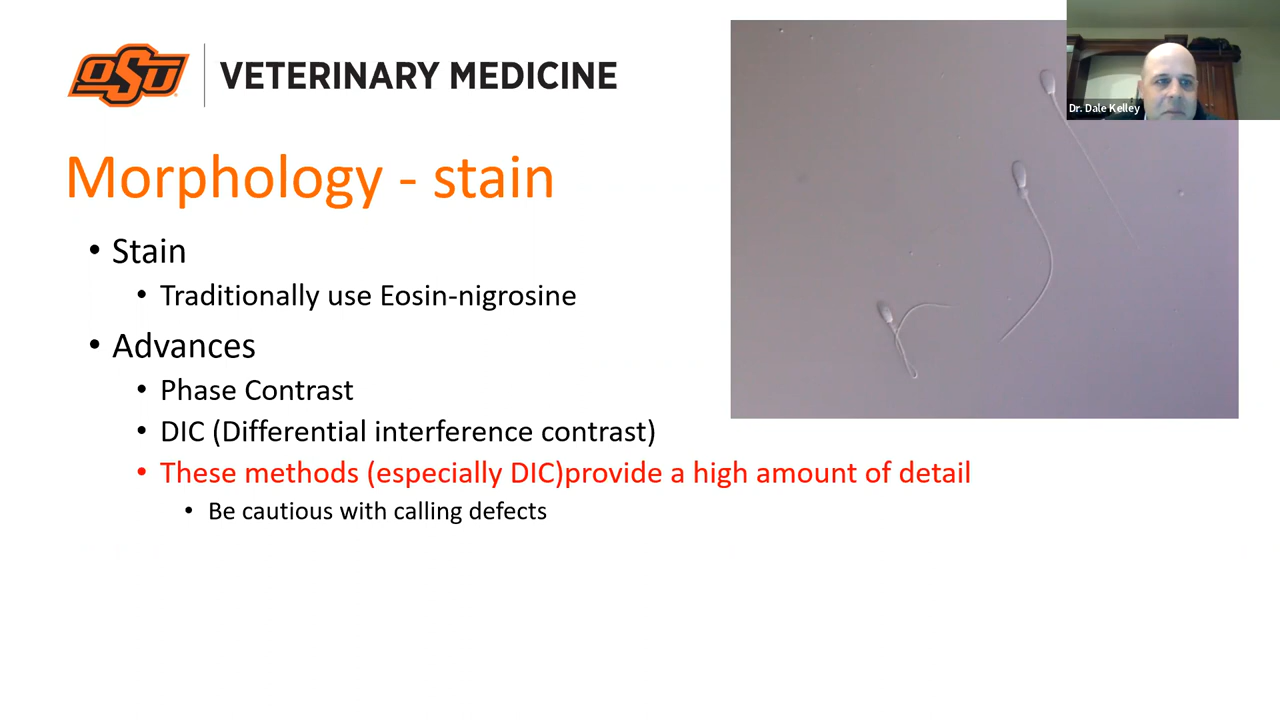 OSU
VETERINARY MEDICINE
Dr. Dale Kelley
Morphology - stain
• Stain
• Traditionally use Eosin-nigrosine
• Advances
• Phase Contrast
• DIC (Differential interference contrast)
• These methods (especially DIC)provide a high amount of detail
• Be cautious with calling defects